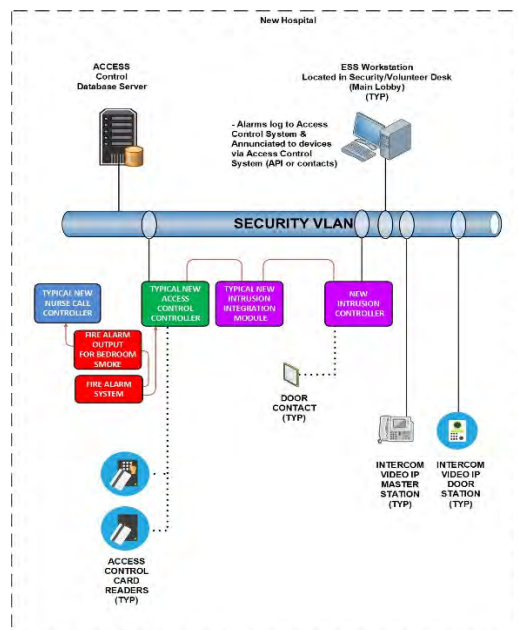 New Hospital
ACCESS
Control
Database Server
ESS Workstation
Located in Security/Volunteer Desk
(Main Lobby)
(TYP)
- Alarms log to Access
Control System &
Annunciated to devices
via Access Control
System (API or contacts)
SECURITY VLAN
TYPICAL NEW
NURSE CALL
CONTROLLER
TYPICAL NEW
ACCESS
CONTROL
CONTROLLER
TYPICAL NEW
INTRUSION
INTEGRATION
MODULE
NEW
INTRUSION
CONTROLLER
FIRE ALARM
OUTPUT
FOR BEDROOM
SMOKE
FIRE ALARM
SYSTEM
DOOR
CONTACT
(TYP)
INTERCOM
VIDEO IP
MASTER
STATION
(TYP)
INTERCOM
VIDEO IP
DOOR
STATION
(TYP)
ACCESS
CONTROL
CARD
READERS
(TYP)